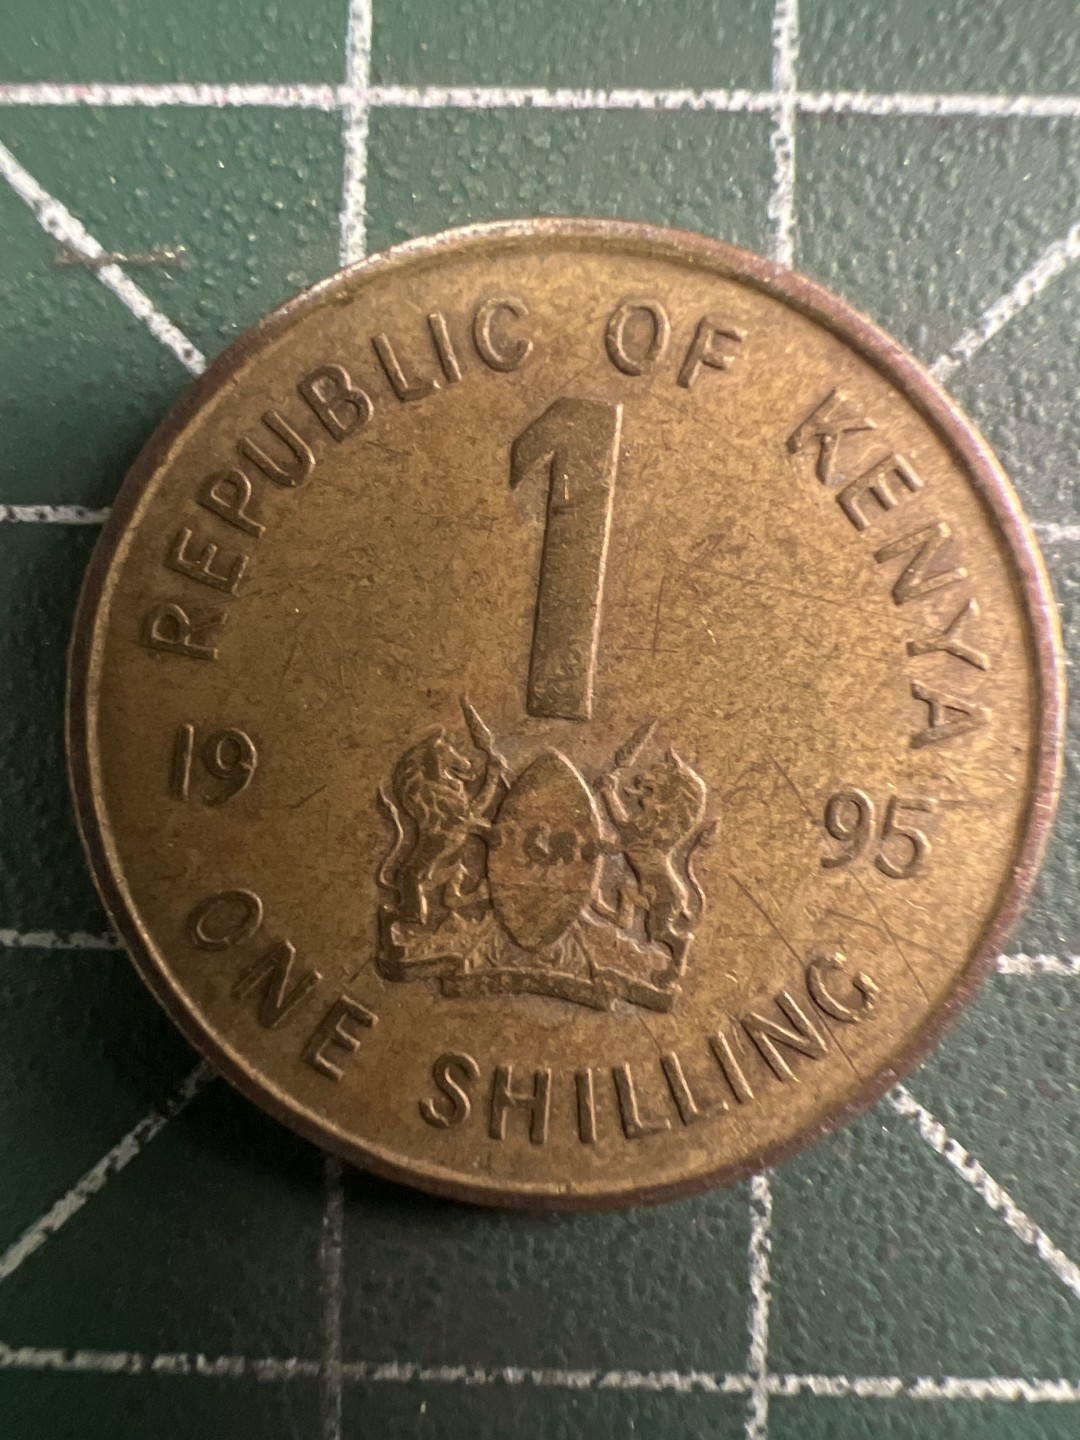 REPUBLIC OF KENYA
1
19 95
ONE SHILLING